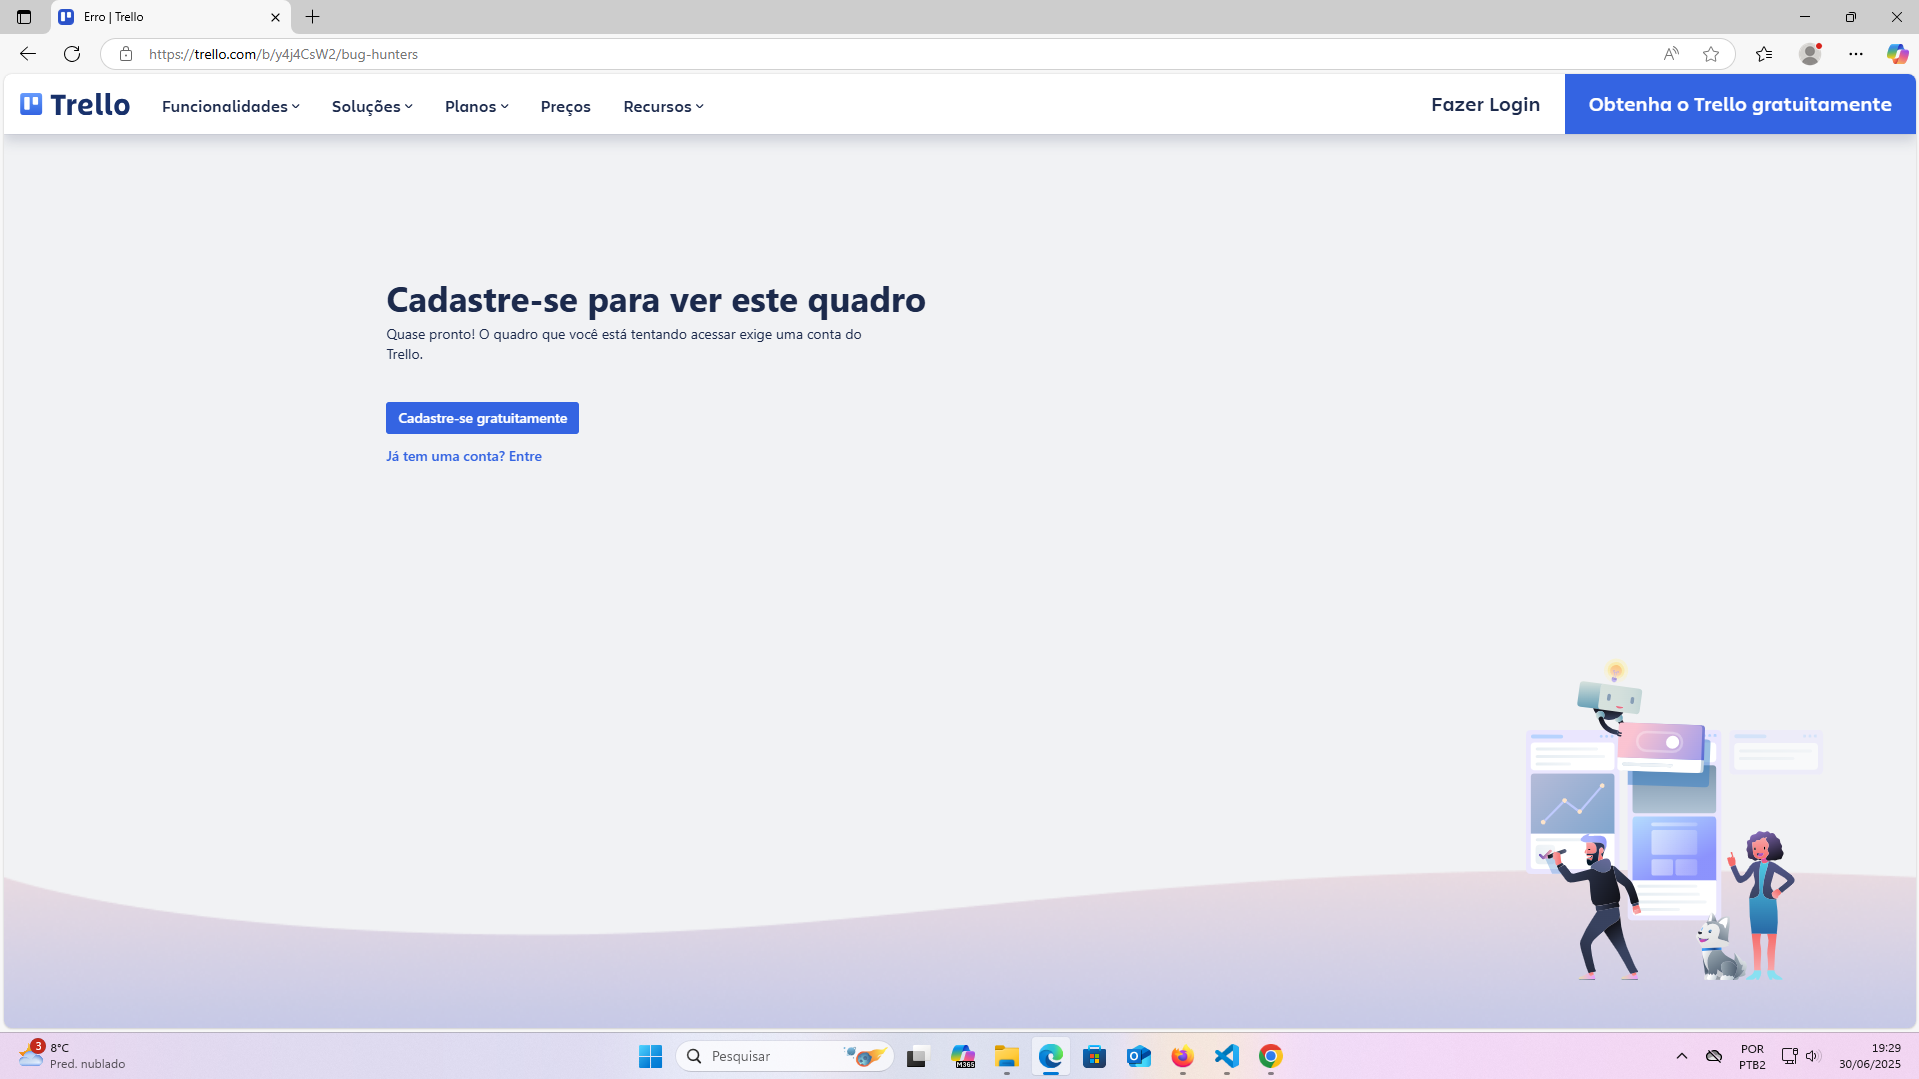 Erro | Trello
https://trello.com/b/y4j4CsW2/bug-hunters
Trello
Funcionalidades
Soluções
Planos
Preços
Recursos
Fazer Login
Obtenha o Trello gratuitamente
Cadastre-se para ver este quadro
Quase pronto! O quadro que você está tentando acessar exige uma conta do
Trello.
Cadastre-se gratuitamente
Já tem uma conta? Entre
3
8°C
Pred. nublado
Pesquisar
M365
POR
PTB2
19:29
30/06/2025